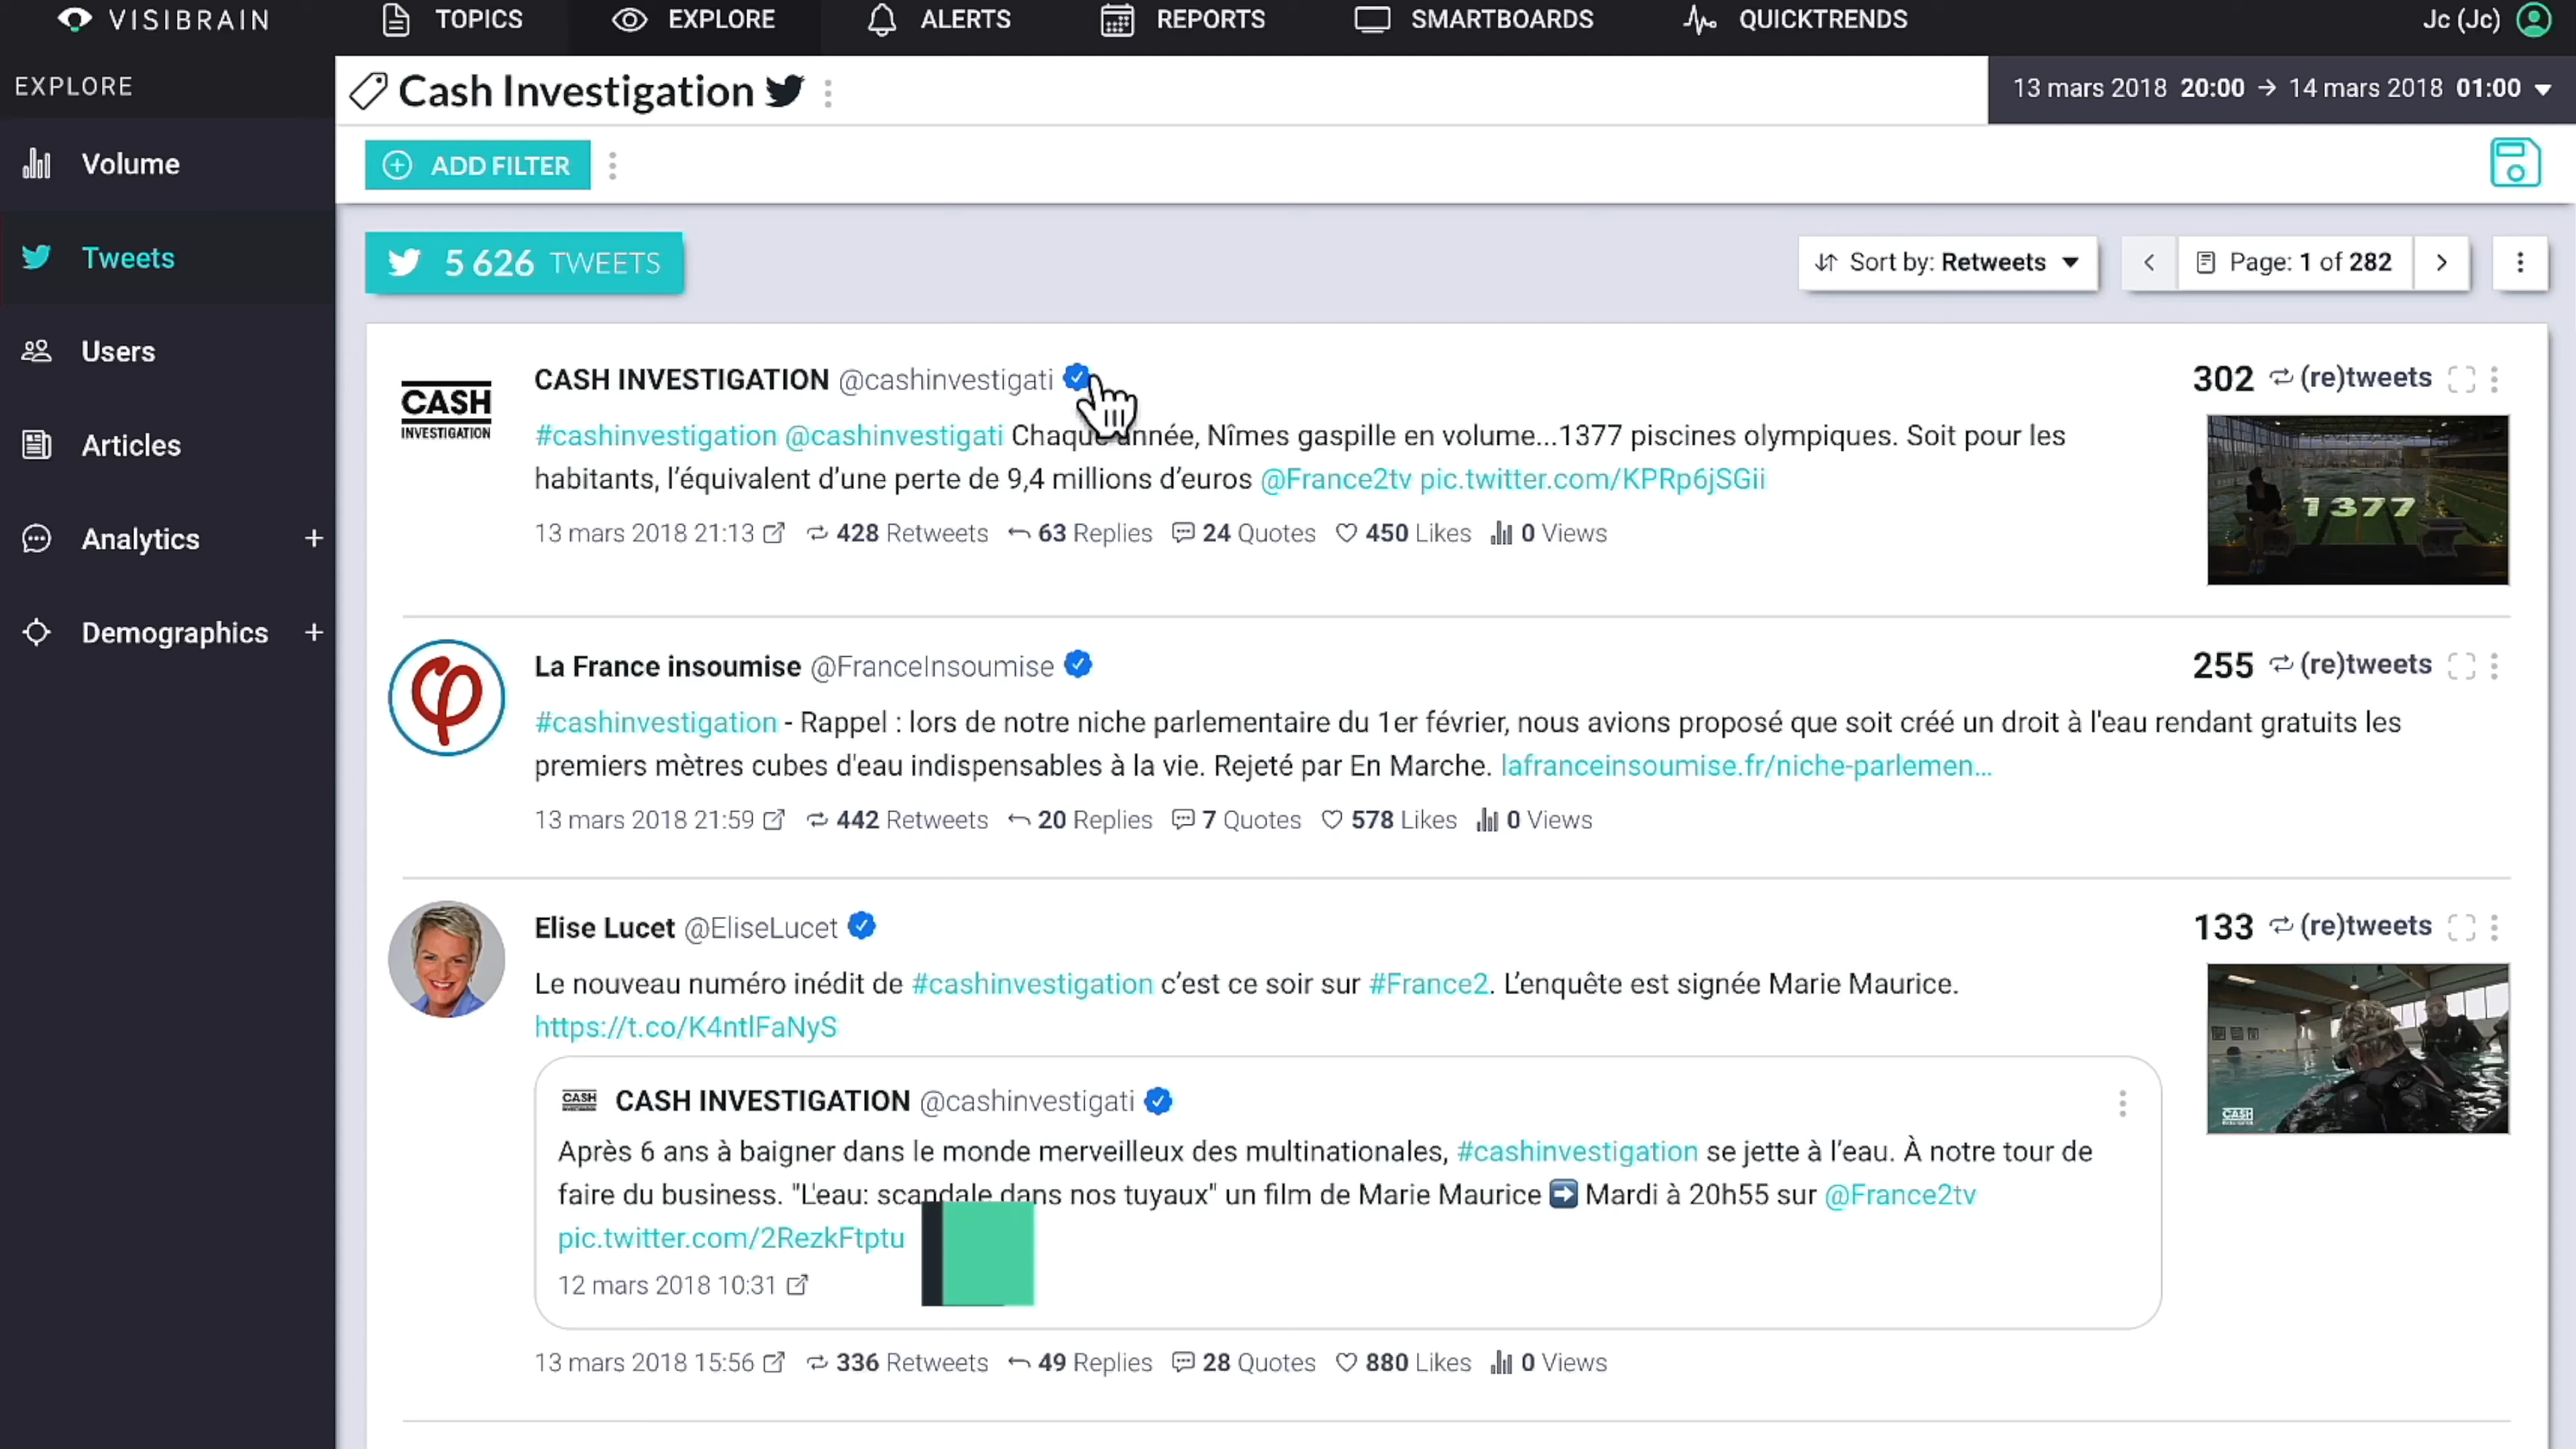 VISIBRAIN
TOPICS
EXPLORE
ALERTS
REPORTS
SMARTBOARDS
QUICKTRENDS
Jc (Jc)
EXPLORE
Volume
Tweets
Users
Articles
Analytics +
Demographics +
Cash Investigation
13 mars 2018 20:00 → 14 mars 2018 01:00
ADD FILTER
5 626 TWEETS
Sort by: Retweets
Page: 1 of 282
CASH INVESTIGATION
CASH INVESTIGATION @cashinvestigati
302 (re)tweets
#cashinvestigation @cashinvestigati Chaque année, Nîmes gaspille en volume...1377 piscines olympiques. Soit pour les
habitants, l’équivalent d’une perte de 9,4 millions d’euros @France2tv pic.twitter.com/KPRp6jSGii
1377
13 mars 2018 21:13 428 Retweets 63 Replies 24 Quotes 450 Likes 0 Views
La France insoumise @FranceInsoumise
255 (re)tweets
#cashinvestigation - Rappel : lors de notre niche parlementaire du 1er février, nous avions proposé que soit créé un droit à l'eau rendant gratuits les
premiers mètres cubes d'eau indispensables à la vie. Rejeté par En Marche. lafranceinsoumise.fr/niche-parlemen...
13 mars 2018 21:59 442 Retweets 20 Replies 7 Quotes 578 Likes 0 Views
Elise Lucet @EliseLucet
133 (re)tweets
Le nouveau numéro inédit de #cashinvestigation c’est ce soir sur #France2. L’enquête est signée Marie Maurice.
https://t.co/K4ntlFaNyS
CASH
CASH INVESTIGATION @cashinvestigati
CASH
Après 6 ans à baigner dans le monde merveilleux des multinationales, #cashinvestigation se jette à l’eau. À notre tour de
faire du business. "L'eau: scandale dans nos tuyaux" un film de Marie Maurice ➡ Mardi à 20h55 sur @France2tv
pic.twitter.com/2RezkFtptu
12 mars 2018 10:31
13 mars 2018 15:56 336 Retweets 49 Replies 28 Quotes 880 Likes 0 Views